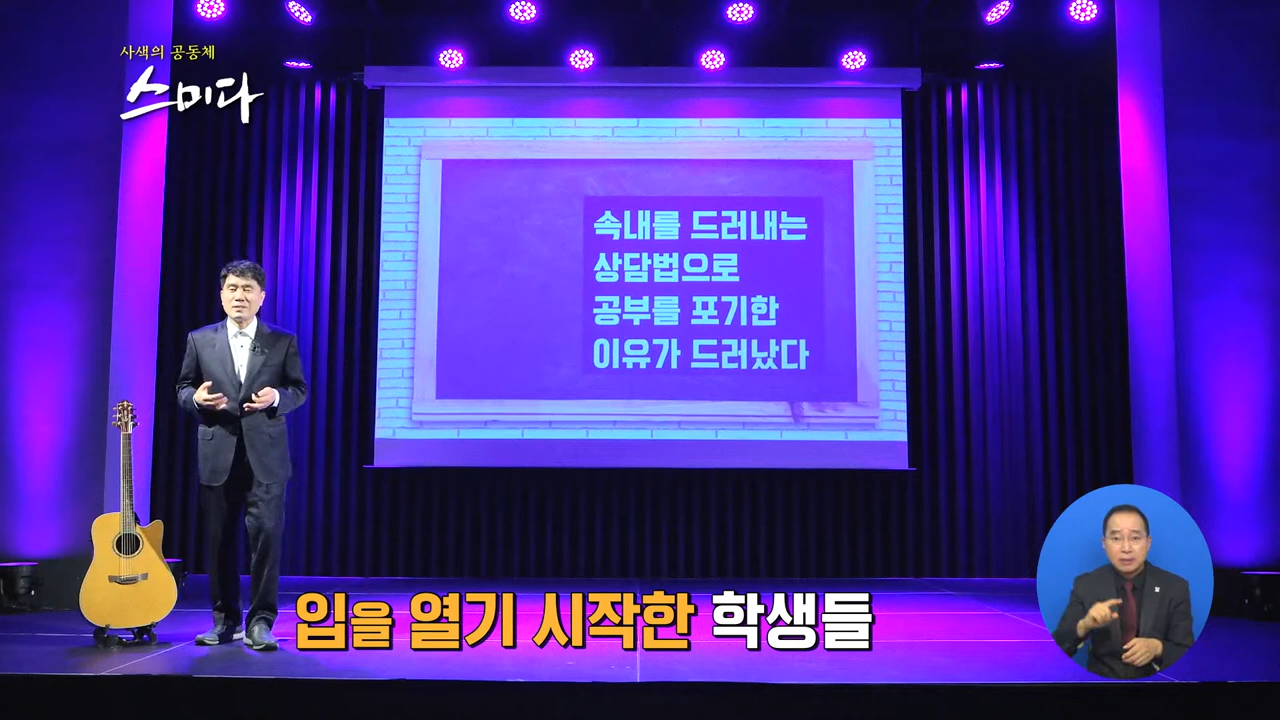 사색의 공동체
스미다
속내를 드러내는
상담법으로
공부를 포기한
이유가 드러났다
입을 열기 시작한 학생들